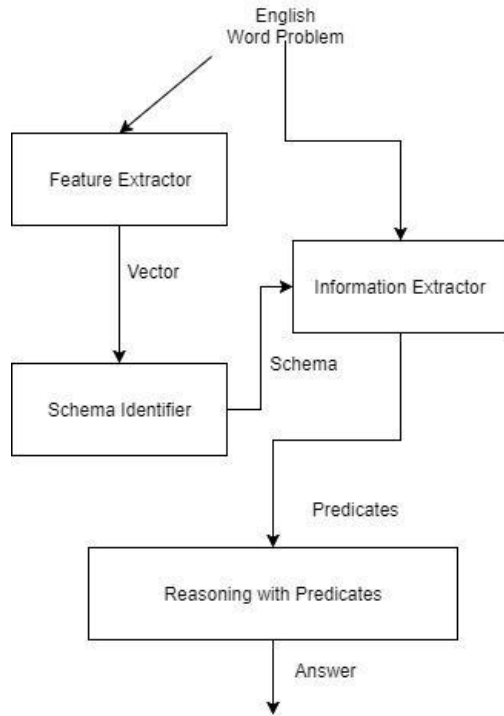 English
Word Problem
Feature Extractor
Vector
Information Extractor
Schema
Schema Identifier
Predicates
Reasoning with Predicates
Answer